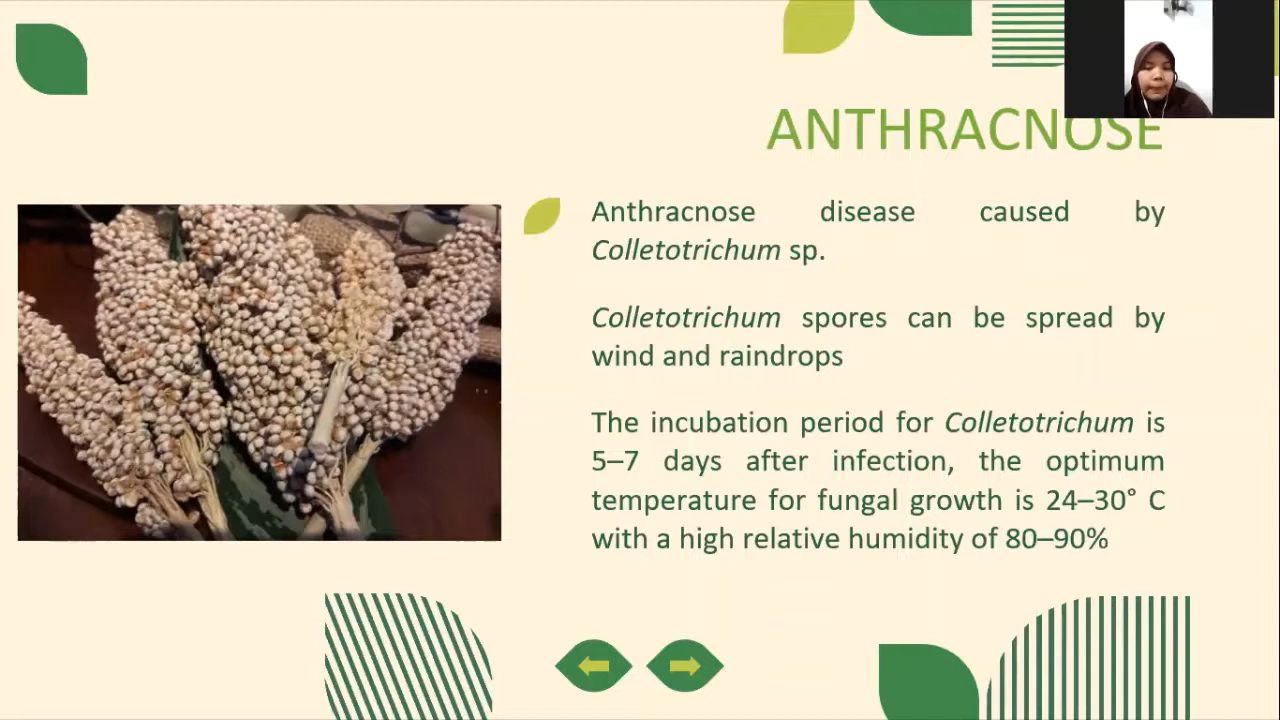 ANTHRACNOSE
Anthracnose disease caused by
Colletotrichum sp.
Colletotrichum spores can be spread by
wind and raindrops
The incubation period for Colletotrichum is
5–7 days after infection, the optimum
temperature for fungal growth is 24–30° C
with a high relative humidity of 80–90%